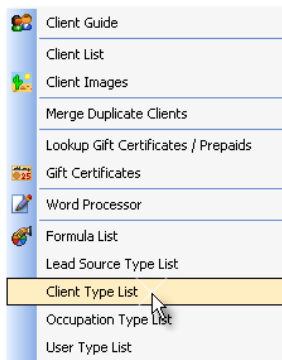 Client Guide
Client List
Client Images
Merge Duplicate Clients
Lookup Gift Certificates / Prepaids
Gift Certificates
Word Processor
Formula List
Lead Source Type List
Client Type List
Occupation Type List
User Type List